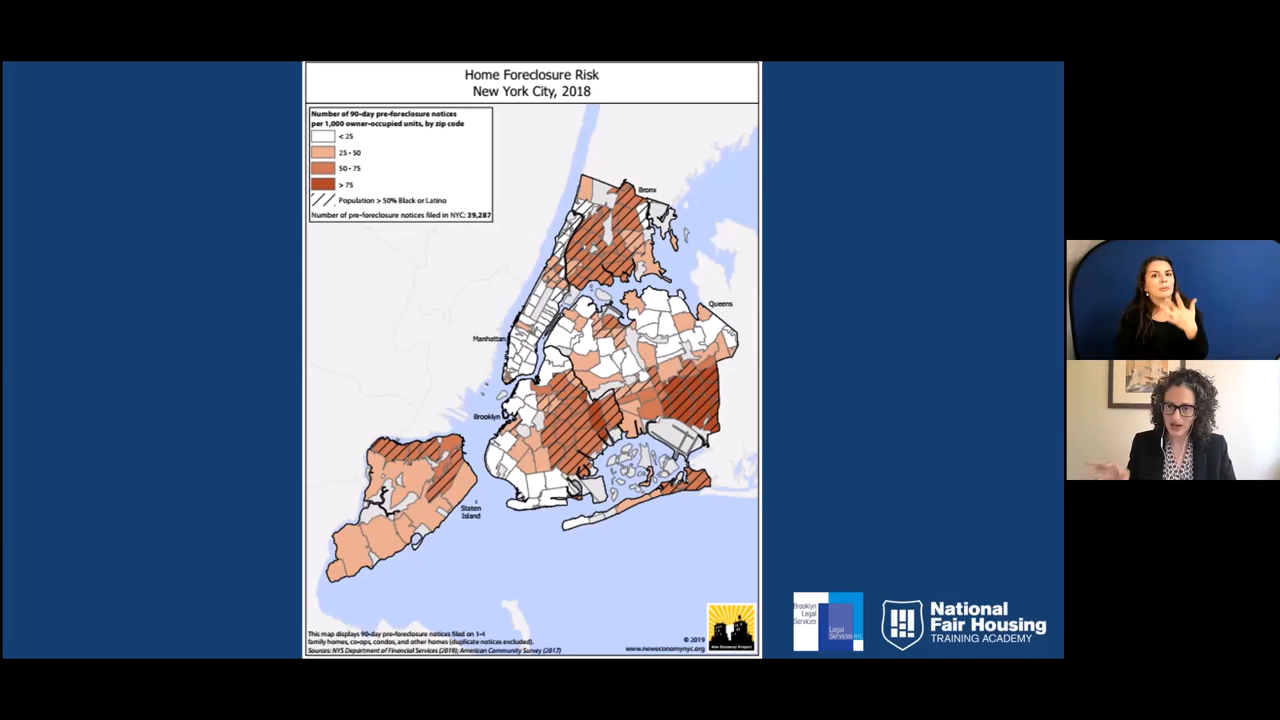 Home Foreclosure Risk
New York City, 2018
Number of 90-day pre-foreclosure notices
per 1,000 owner-occupied units, by zip code
< 25
25 - 50
50 - 75
> 75
Population > 50% Black or Latino
Number of pre-foreclosure notices filed in NYC: 39,287
Bronx
Queens
Manhattan
Brooklyn
Staten
Island
This map displays 90-day pre-foreclosure notices filed on 1-4
family homes, co-ops, condos, and other homes (duplicate notices excluded).
Sources: NYS Department of Financial Services (2019); American Community Survey (2017)
© 2019
www.neweconomynyc.org
New Economy Project
Brooklyn
Legal
Services
Legal
Services NYC
National
Fair Housing
TRAINING ACADEMY